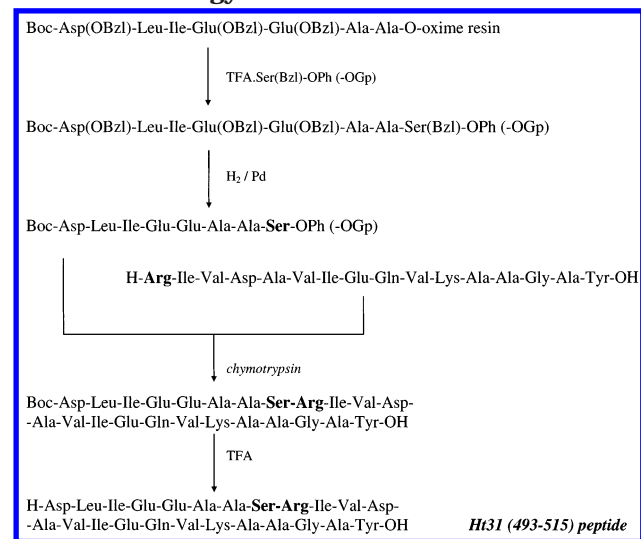 Boc-Asp(OBzl)-Leu-Ile-Glu(OBzl)-Glu(OBzl)-Ala-Ala-O-oxime resin
TFA.Ser(Bzl)-OPh (-OGp)
Boc-Asp(OBzl)-Leu-Ile-Glu(OBzl)-Glu(OBzl)-Ala-Ala-Ser(Bzl)-OPh (-OGp)
H2 / Pd
Boc-Asp-Leu-Ile-Glu-Glu-Ala-Ala-Ser-OPh (-OGp)
H-Arg-Ile-Val-Asp-Ala-Val-Ile-Glu-Gln-Val-Lys-Ala-Ala-Gly-Ala-Tyr-OH
chymotrypsin
Boc-Asp-Leu-Ile-Glu-Glu-Ala-Ala-Ser-Arg-Ile-Val-Asp-
-Ala-Val-Ile-Glu-Gln-Val-Lys-Ala-Ala-Gly-Ala-Tyr-OH
TFA
H-Asp-Leu-Ile-Glu-Glu-Ala-Ala-Ser-Arg-Ile-Val-Asp-
-Ala-Val-Ile-Glu-Gln-Val-Lys-Ala-Ala-Gly-Ala-Tyr-OH Ht31 (493-515) peptide